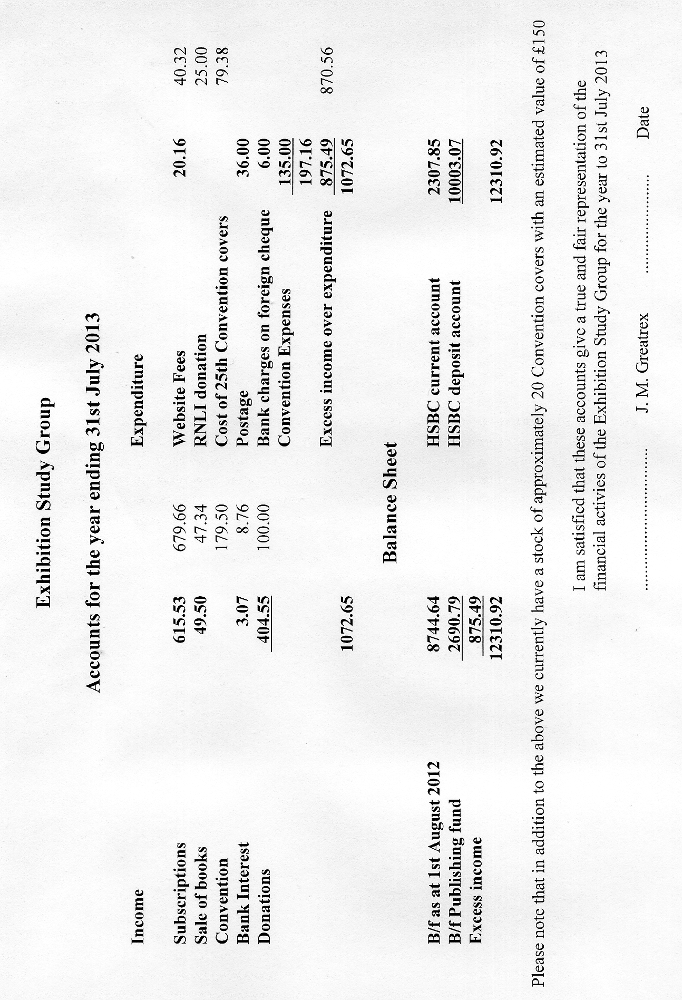 Exhibition Study Group
Accounts for the year ending 31st July 2013
Income Expenditure
Subscriptions 615.53 679.66 Website Fees 20.16 40.32
Sale of books 49.50 47.34 RNLI donation 25.00
Convention 179.50 Cost of 25th Convention covers 79.38
Bank Interest 3.07 8.76 Postage 36.00
Donations 404.55 100.00 Bank charges on foreign cheque 6.00
Convention Expenses 135.00
197.16
Excess income over expenditure 875.49 870.56
1072.65 1072.65
Balance Sheet
B/f as at 1st August 2012 8744.64 HSBC current account 2307.85
B/f Publishing fund 2690.79 HSBC deposit account 10003.07
Excess income 875.49
12310.92 12310.92
Please note that in addition to the above we currently have a stock of approximately 20 Convention covers with an estimated value of £150
I am satisfied that these accounts give a true and fair representation of the
financial activies of the Exhibition Study Group for the year to 31st July 2013
........................................ J. M. Greatrex ............................ Date